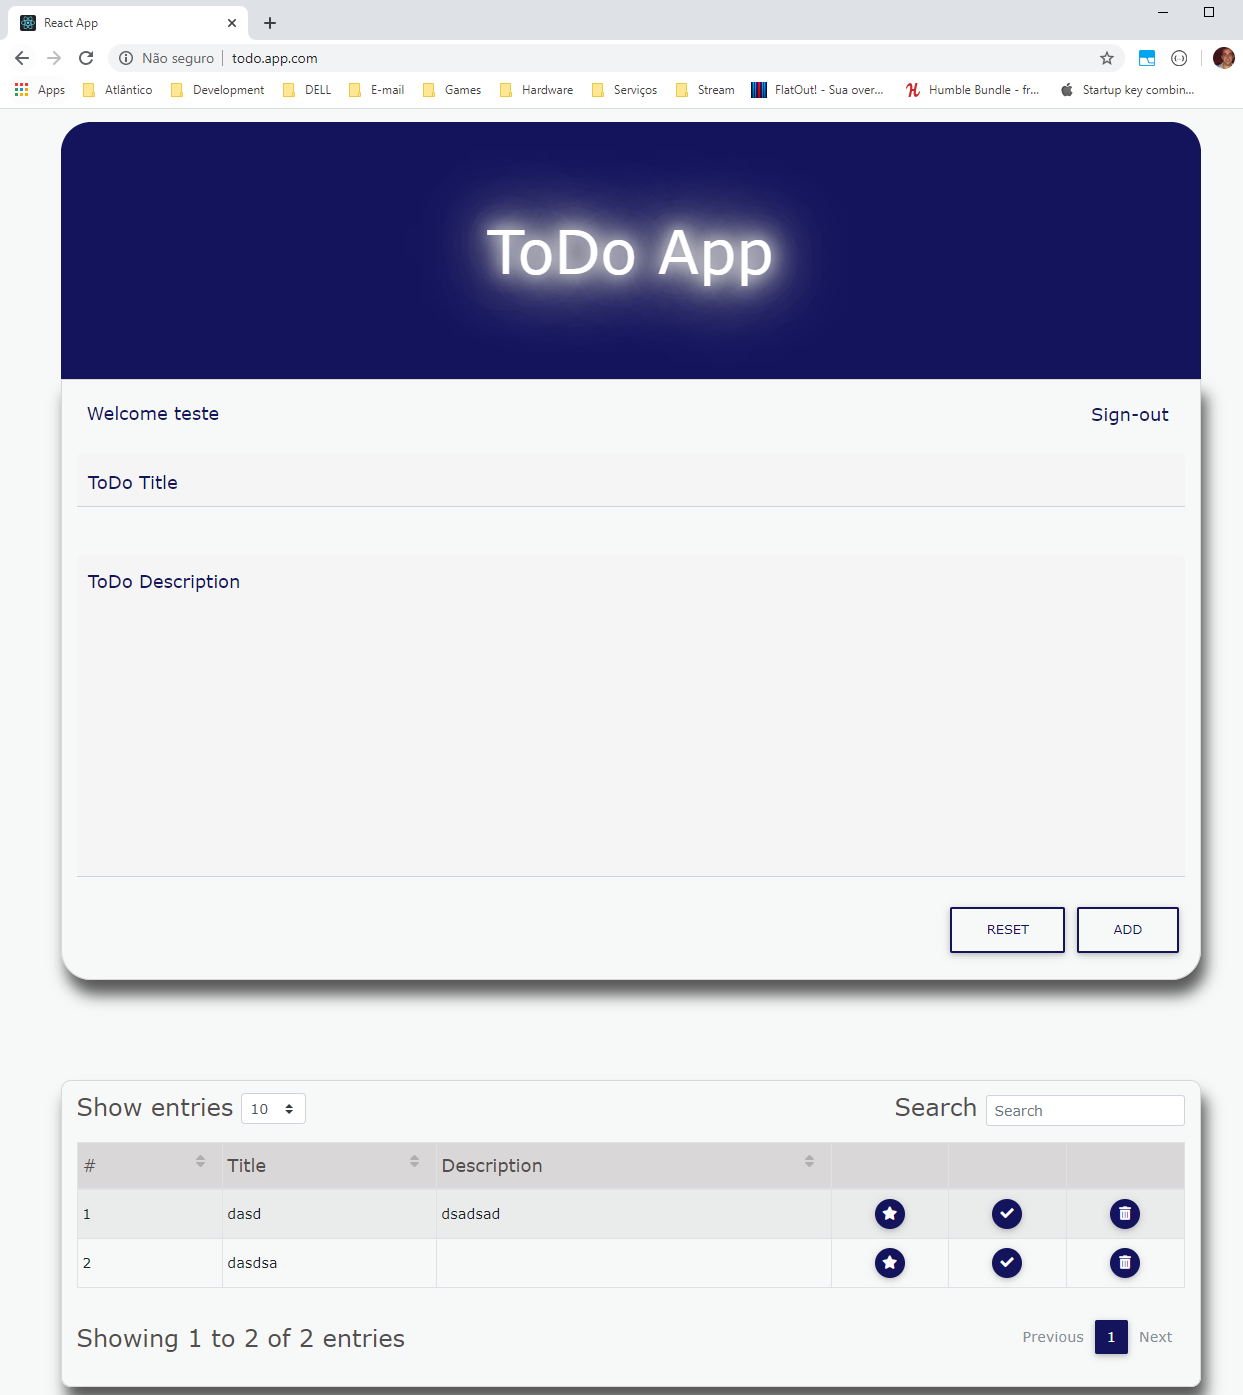 React App
Não seguro | todo.app.com
Apps Atlântico Development DELL E-mail Games Hardware Serviços Stream FlatOut! - Sua over... Humble Bundle - fr... Startup key combin...
ToDo App
Welcome teste Sign-out
ToDo Title
ToDo Description
RESET ADD
Show entries 10 Search Search
# Title Description
1 dasd dsadsad
2 dasdsa
Showing 1 to 2 of 2 entries Previous 1 Next